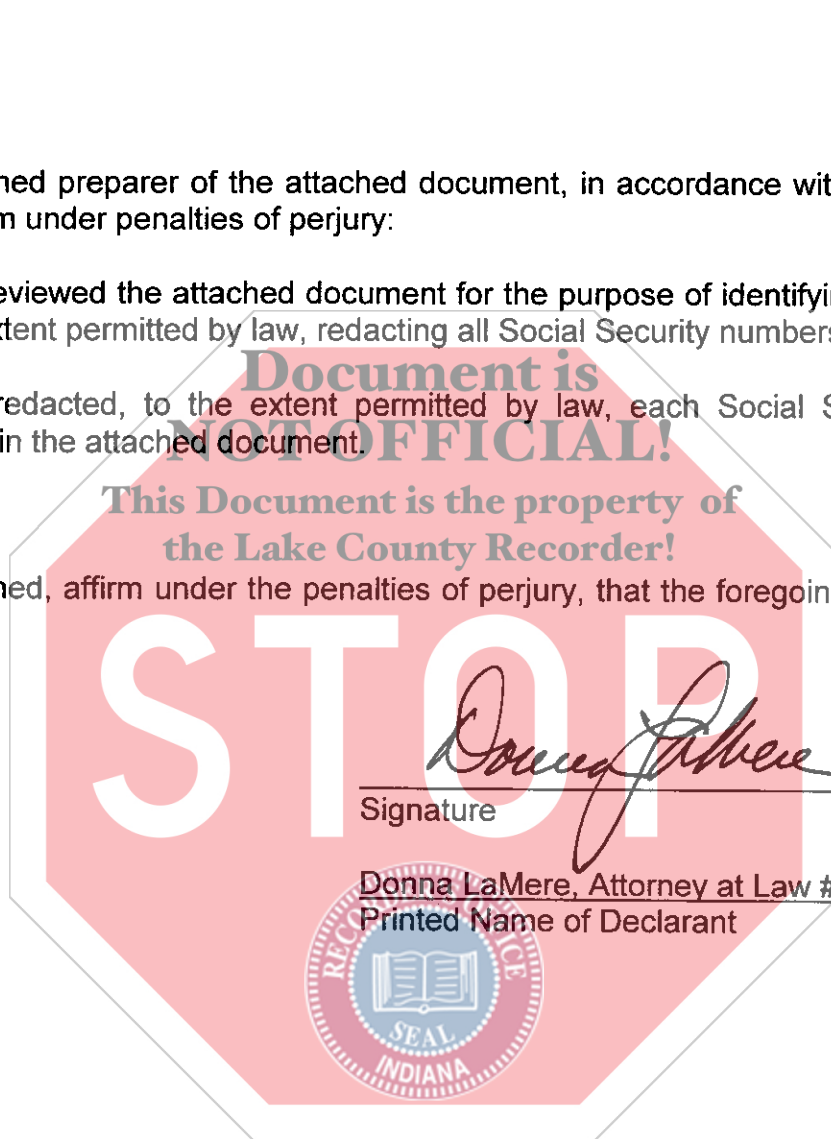 ned preparer of the attached document, in accordance wit
m under penalties of perjury:
eviewed the attached document for the purpose of identifyi
xtent permitted by law, redacting all Social Security numbers
Document is
redacted, to the extent permitted by law, each Social S
NOT OFFICIAL!
in the attached document.
This Document is the property of
the Lake County Recorder!
ned, affirm under the penalties of perjury, that the foregoin
STOP
Donna LaMere
Signature
Donna LaMere, Attorney at Law #
Printed Name of Declarant
RECORDER'S OFFICE
SEAL
INDIANA